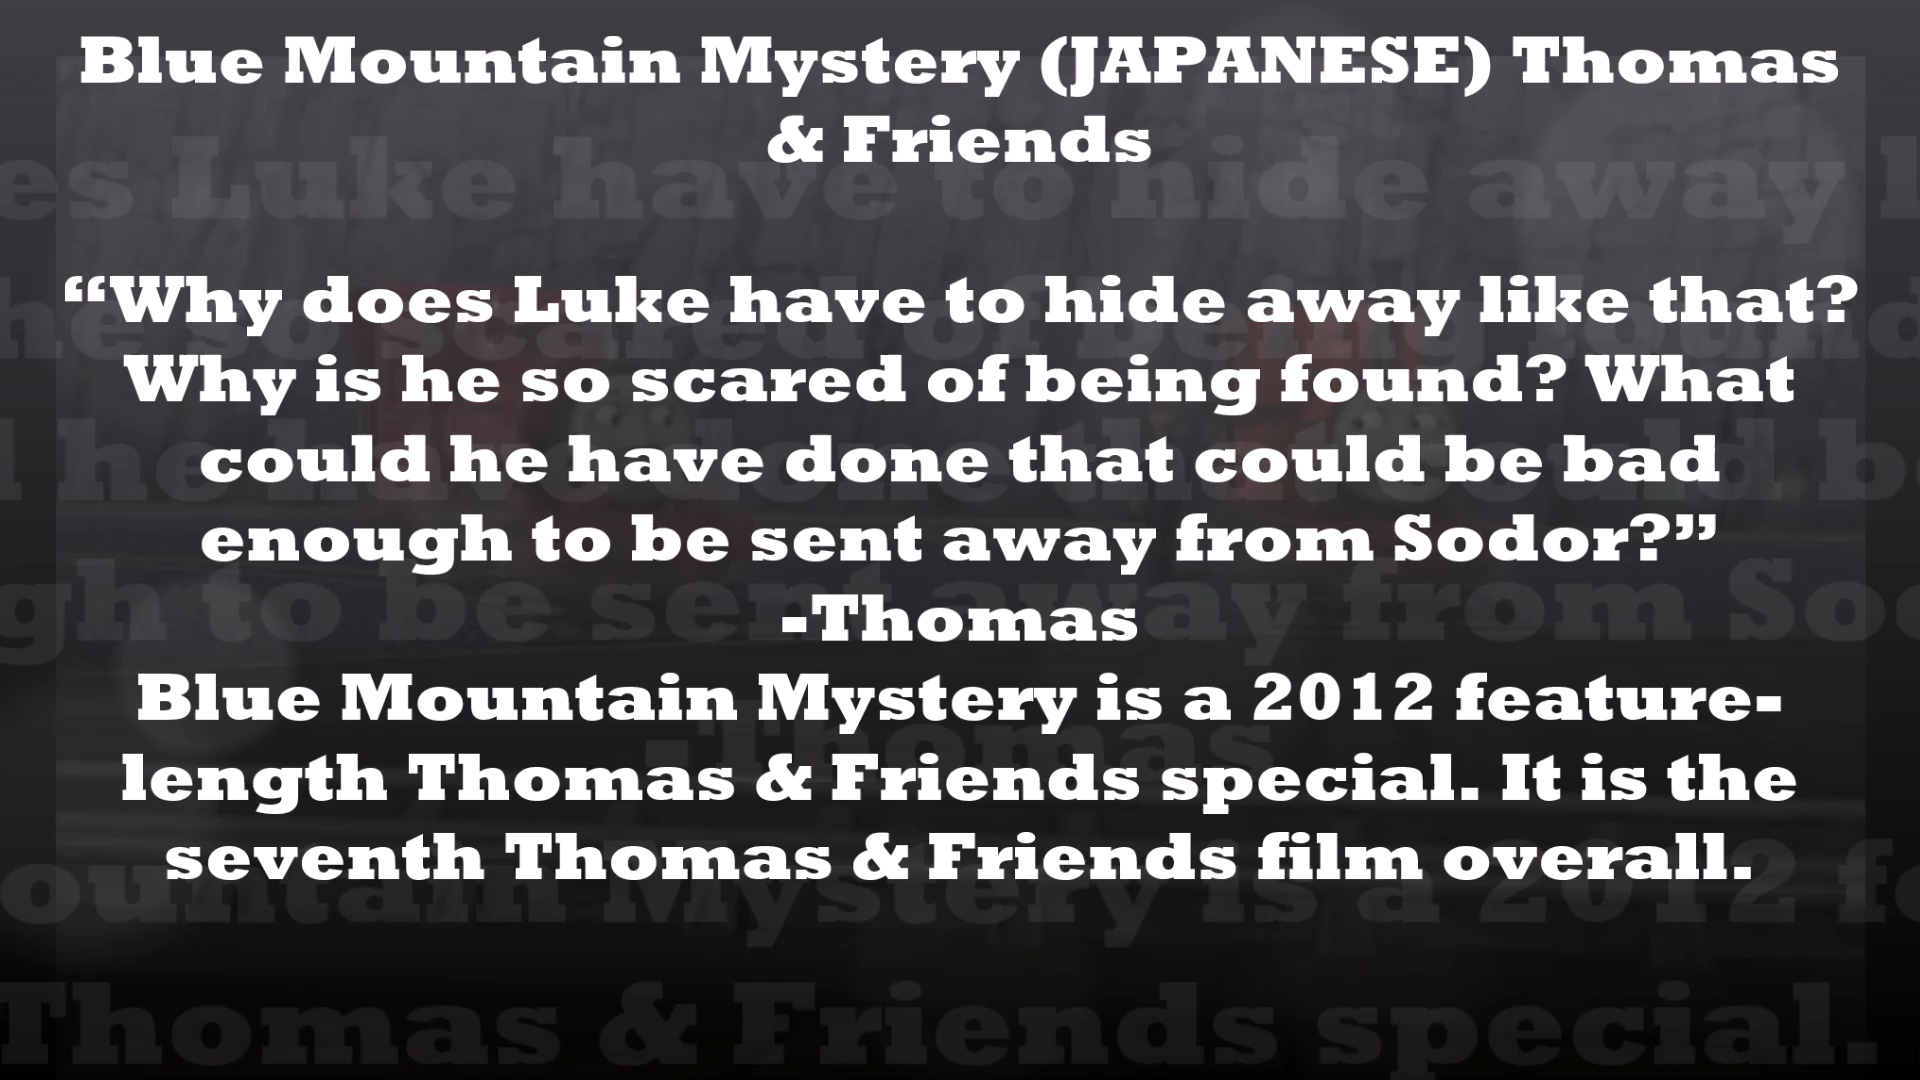 Blue Mountain Mystery (JAPANESE) Thomas
& Friends
“Why does Luke have to hide away like that?
Why is he so scared of being found? What
could he have done that could be bad
enough to be sent away from Sodor?”
-Thomas
Blue Mountain Mystery is a 2012 feature-
length Thomas & Friends special. It is the
seventh Thomas & Friends film overall.